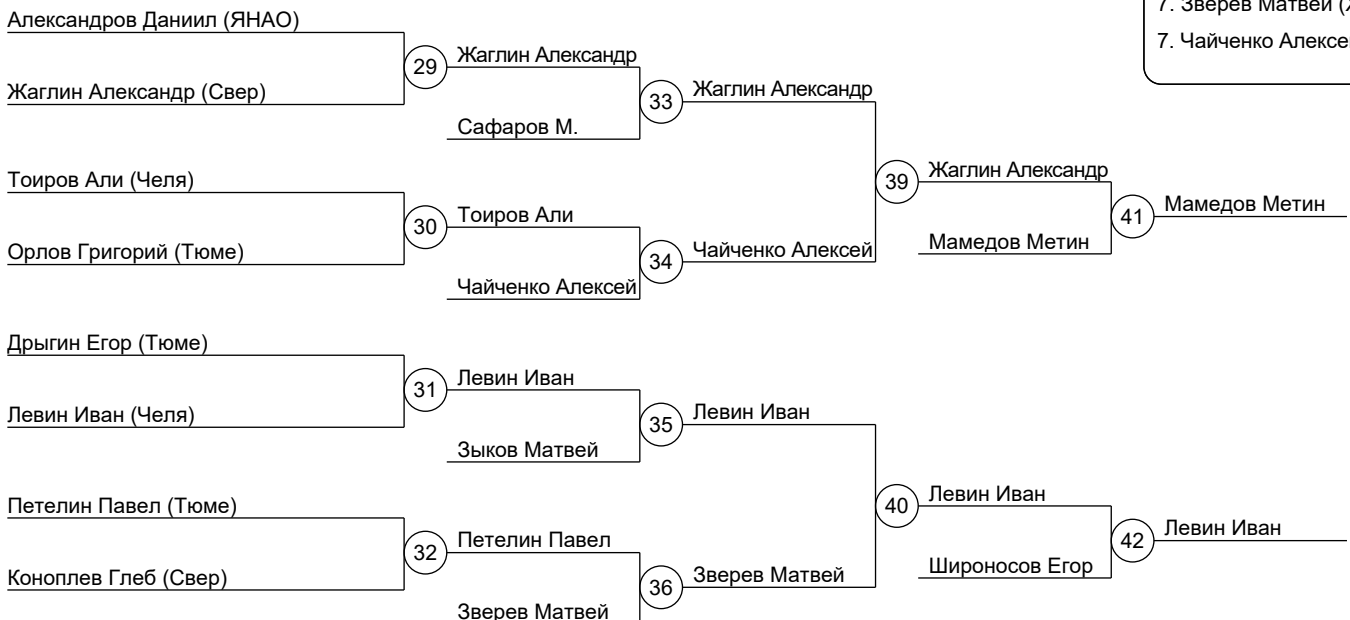 7. Зверев Матвей (
7. Чайченко Алексе
Александров Даниил (ЯНАО)
29
Жаглин Александр
Жаглин Александр (Свер)
33
Жаглин Александр
Сафаров М.
Тоиров Али (Челя)
39
Жаглин Александр
30
Тоиров Али
41
Мамедов Метин
Орлов Григорий (Тюме)
34
Чайченко Алексей
Мамедов Метин
Чайченко Алексей
Дрыгин Егор (Тюме)
31
Левин Иван
Левин Иван (Челя)
35
Левин Иван
Зыков Матвей
Петелин Павел (Тюме)
40
Левин Иван
32
Петелин Павел
42
Левин Иван
Коноплев Глеб (Свер)
36
Зверев Матвей
Широносов Егор
Зверев Матвей